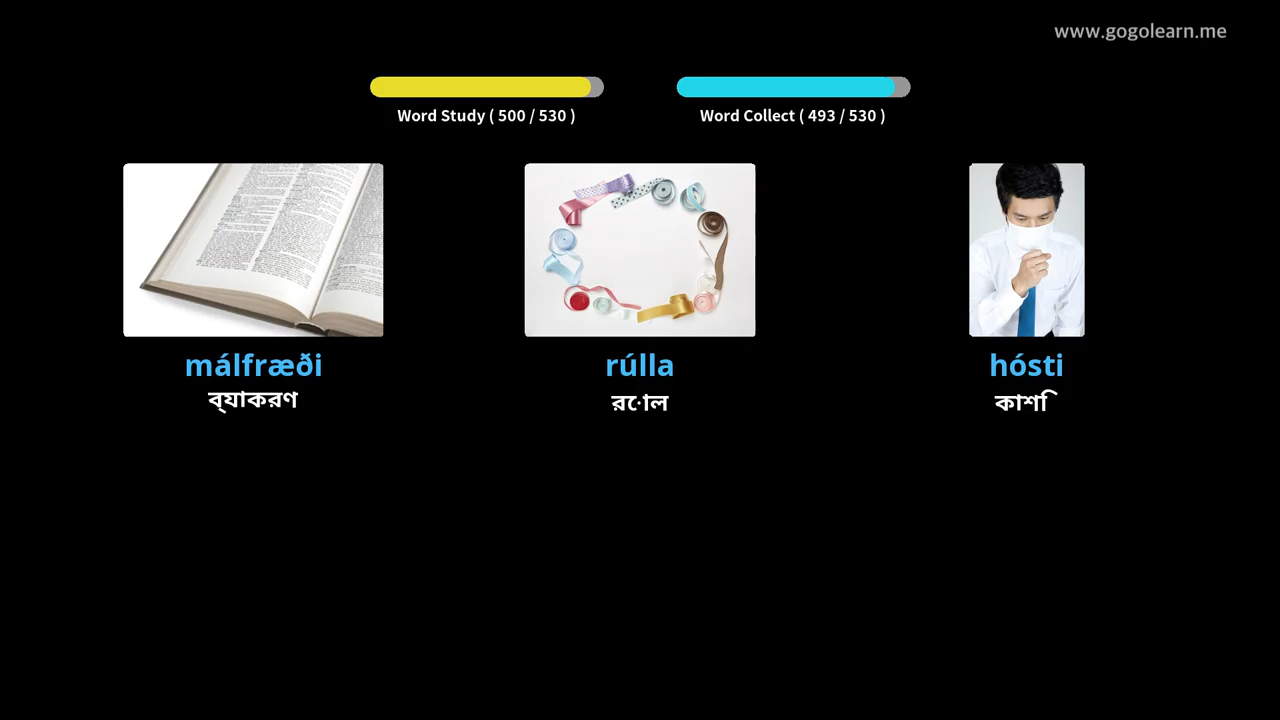 www.gogolearn.me
Word Study ( 500 / 530 )
Word Collect ( 493 / 530 )
málfræði
rúlla
hósti
ব্যাকরণ
রোল
কাশি